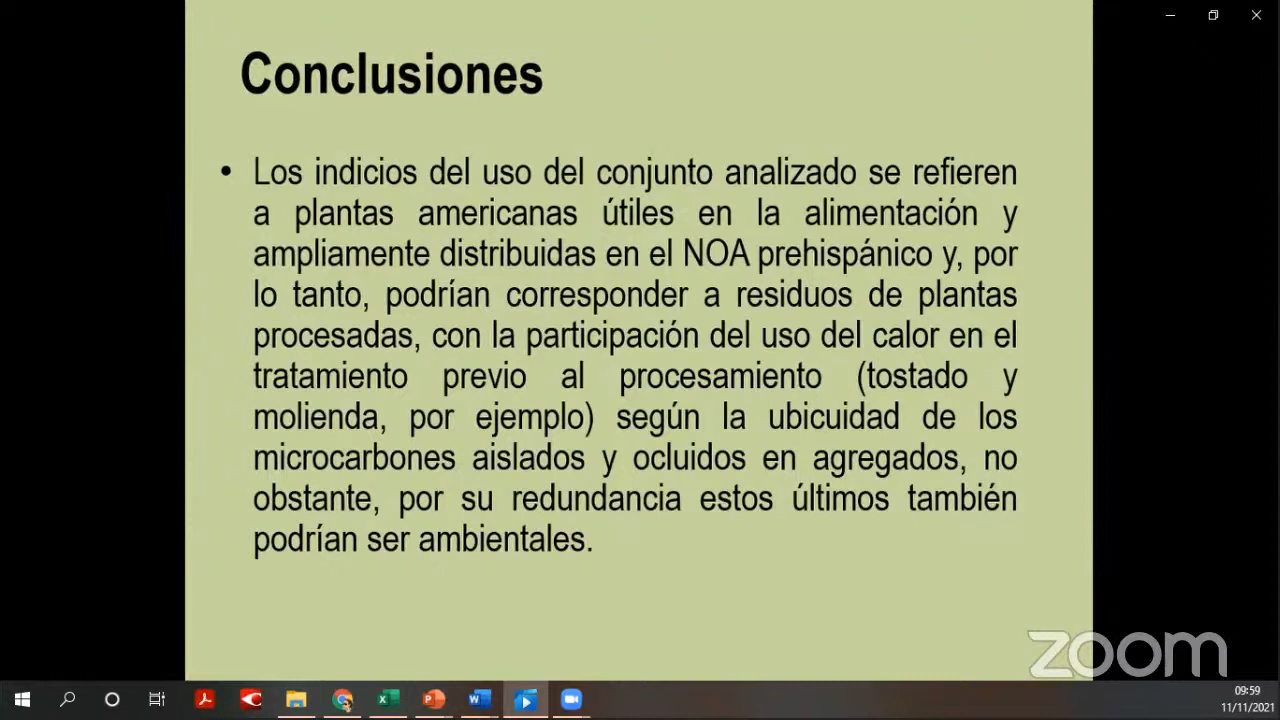 Conclusiones
• Los indicios del uso del conjunto analizado se refieren
a plantas americanas útiles en la alimentación y
ampliamente distribuidas en el NOA prehispánico y, por
lo tanto, podrían corresponder a residuos de plantas
procesadas, con la participación del uso del calor en el
tratamiento previo al procesamiento (tostado y
molienda, por ejemplo) según la ubicuidad de los
microcarbones aislados y ocluidos en agregados, no
obstante, por su redundancia estos últimos también
podrían ser ambientales.
zoom
09:59
11/11/2021